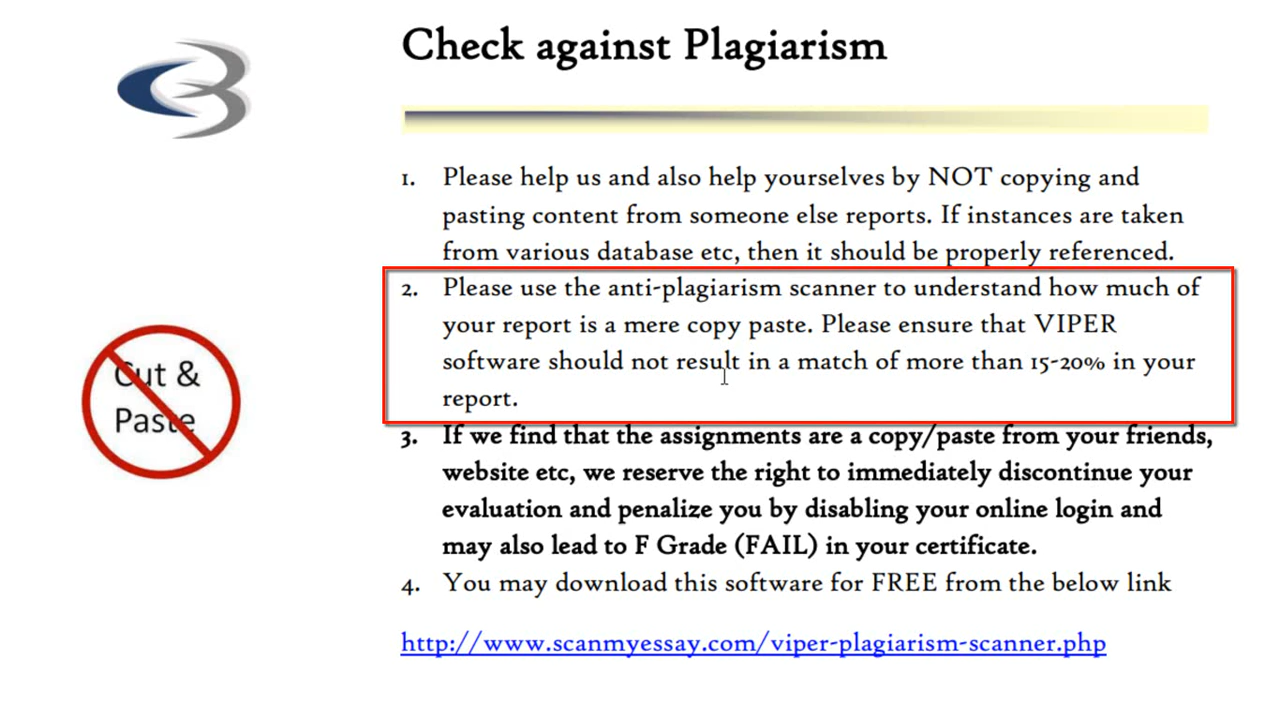 Check against Plagiarism
1. Please help us and also help yourselves by NOT copying and
pasting content from someone else reports. If instances are taken
from various database etc, then it should be properly referenced.
2. Please use the anti-plagiarism scanner to understand how much of
your report is a mere copy paste. Please ensure that VIPER
software should not result in a match of more than 15-20% in your
report.
Cut &
Paste
3. If we find that the assignments are a copy/paste from your friends,
website etc, we reserve the right to immediately discontinue your
evaluation and penalize you by disabling your online login and
may also lead to F Grade (FAIL) in your certificate.
4. You may download this software for FREE from the below link
http://www.scanmyessay.com/viper-plagiarism-scanner.php